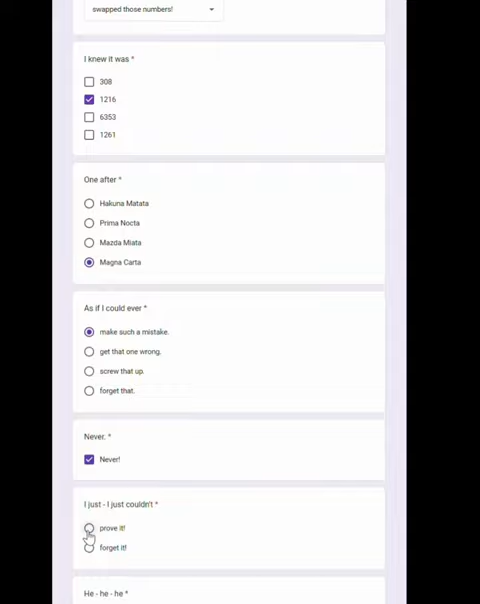 swapped those numbers!
I knew it was *
308
1216
6353
1261
One after *
Hakuna Matata
Prima Nocta
Mazda Miata
Magna Carta
As if I could ever *
make such a mistake.
get that one wrong.
screw that up.
forget that.
Never. *
Never!
I just - I just couldn't *
prove it!
forget it!
He - he - he *